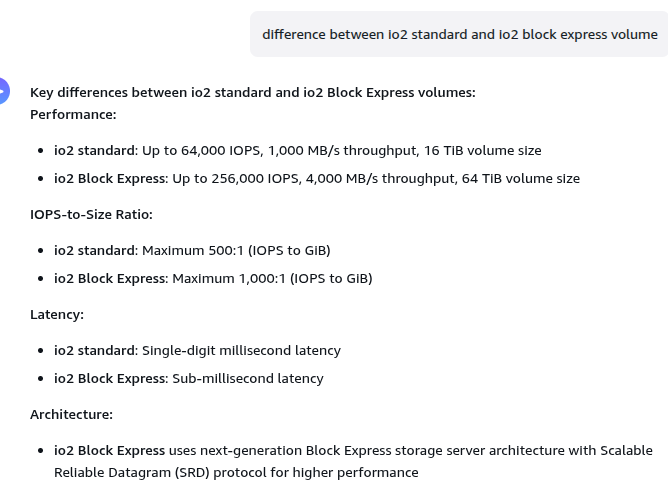 difference between io2 standard and io2 block express volume
Key differences between io2 standard and io2 Block Express volumes:
Performance:
• io2 standard: Up to 64,000 IOPS, 1,000 MB/s throughput, 16 TiB volume size
• io2 Block Express: Up to 256,000 IOPS, 4,000 MB/s throughput, 64 TiB volume size
IOPS-to-Size Ratio:
• io2 standard: Maximum 500:1 (IOPS to GiB)
• io2 Block Express: Maximum 1,000:1 (IOPS to GiB)
Latency:
• io2 standard: Single-digit millisecond latency
• io2 Block Express: Sub-millisecond latency
Architecture:
• io2 Block Express uses next-generation Block Express storage server architecture with Scalable
Reliable Datagram (SRD) protocol for higher performance